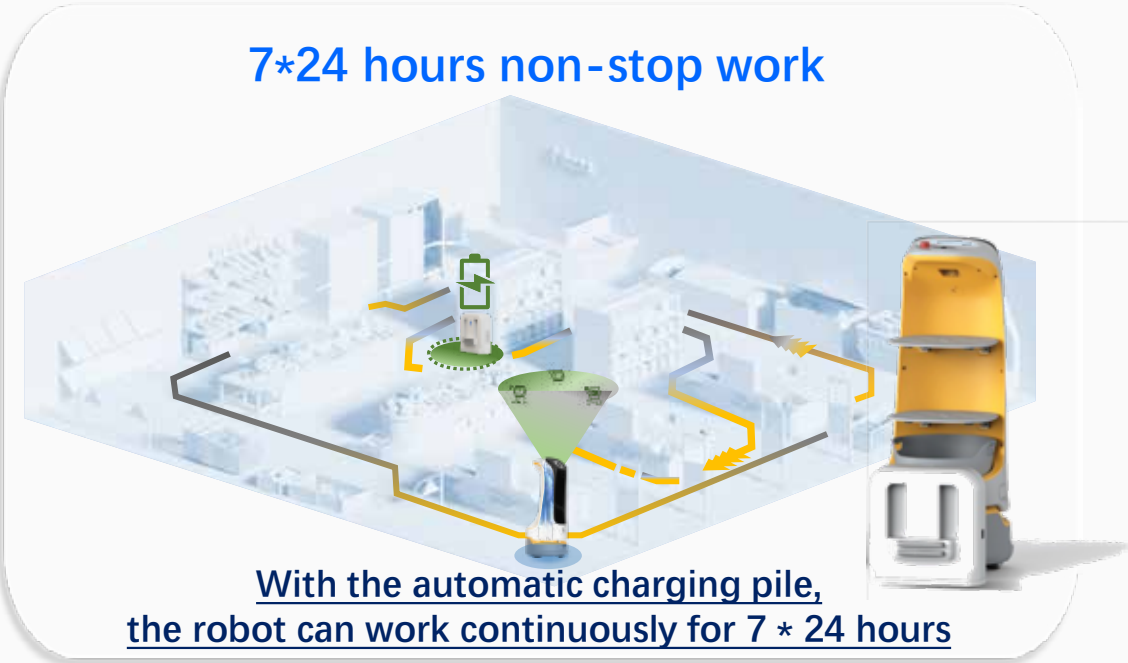 7*24 hours non-stop work
With the automatic charging pile,
the robot can work continuously for 7 * 24 hours